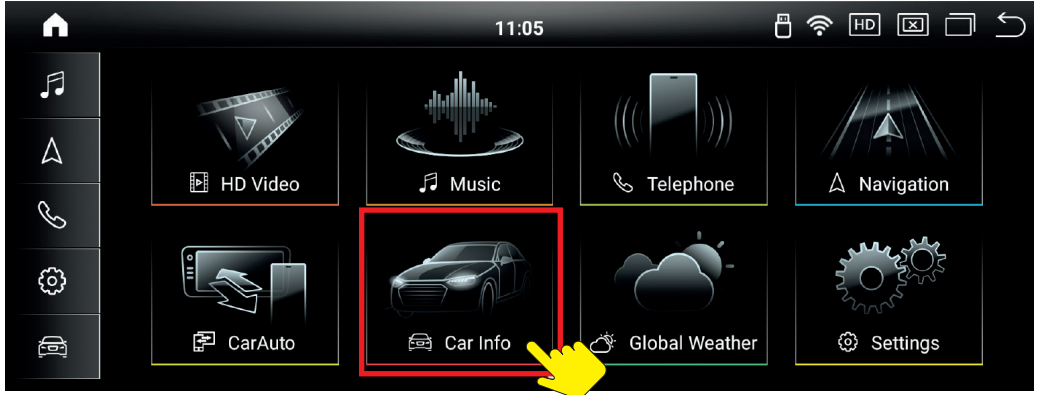 11:05
HD
HD Video
Music
Telephone
Navigation
CarAuto
Car Info
Global Weather
Settings